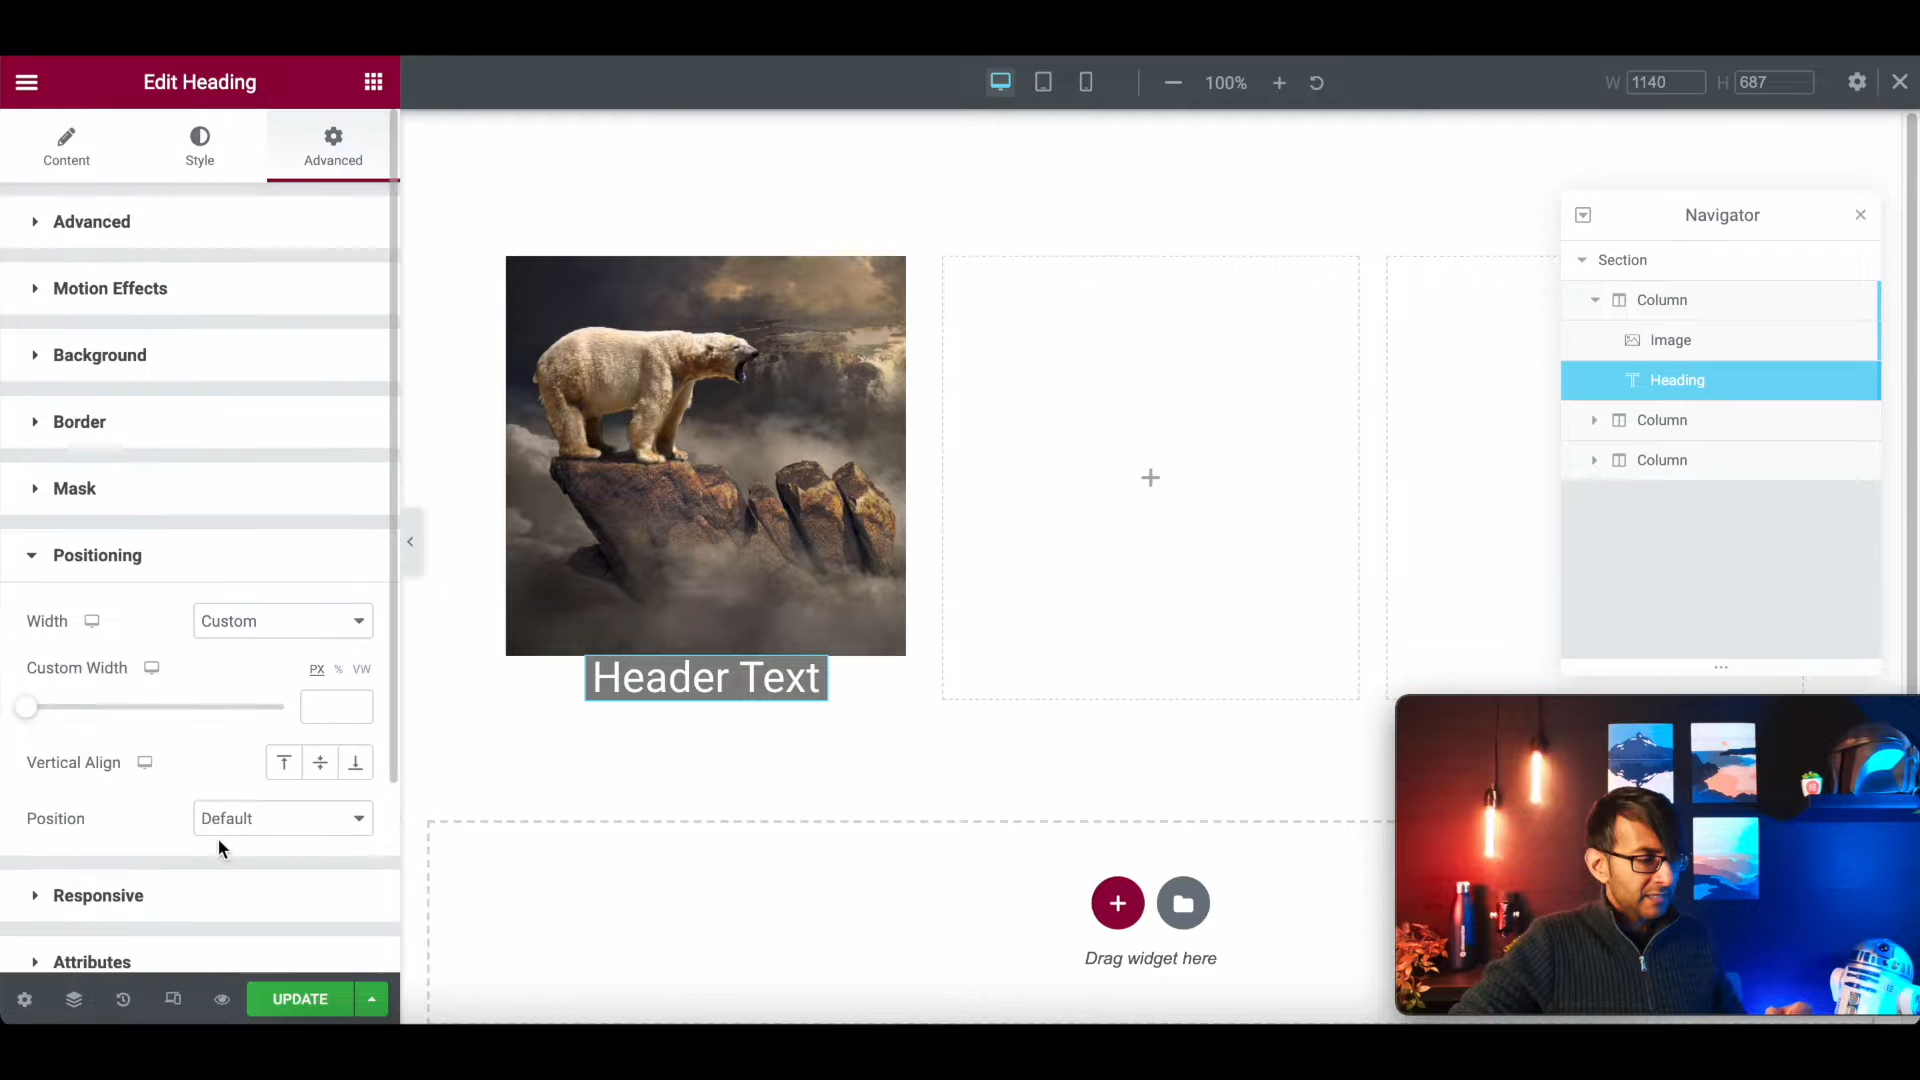 Edit Heading
100%
W 1140 H 687
Content Style Advanced
Advanced
Motion Effects
Background
Border
Mask
Positioning
Width Custom
Custom Width PX % VW
Vertical Align
Position Default
Responsive
Attributes
UPDATE
Header Text
Drag widget here
Navigator
Section
Column
Image
Heading
Column
Column